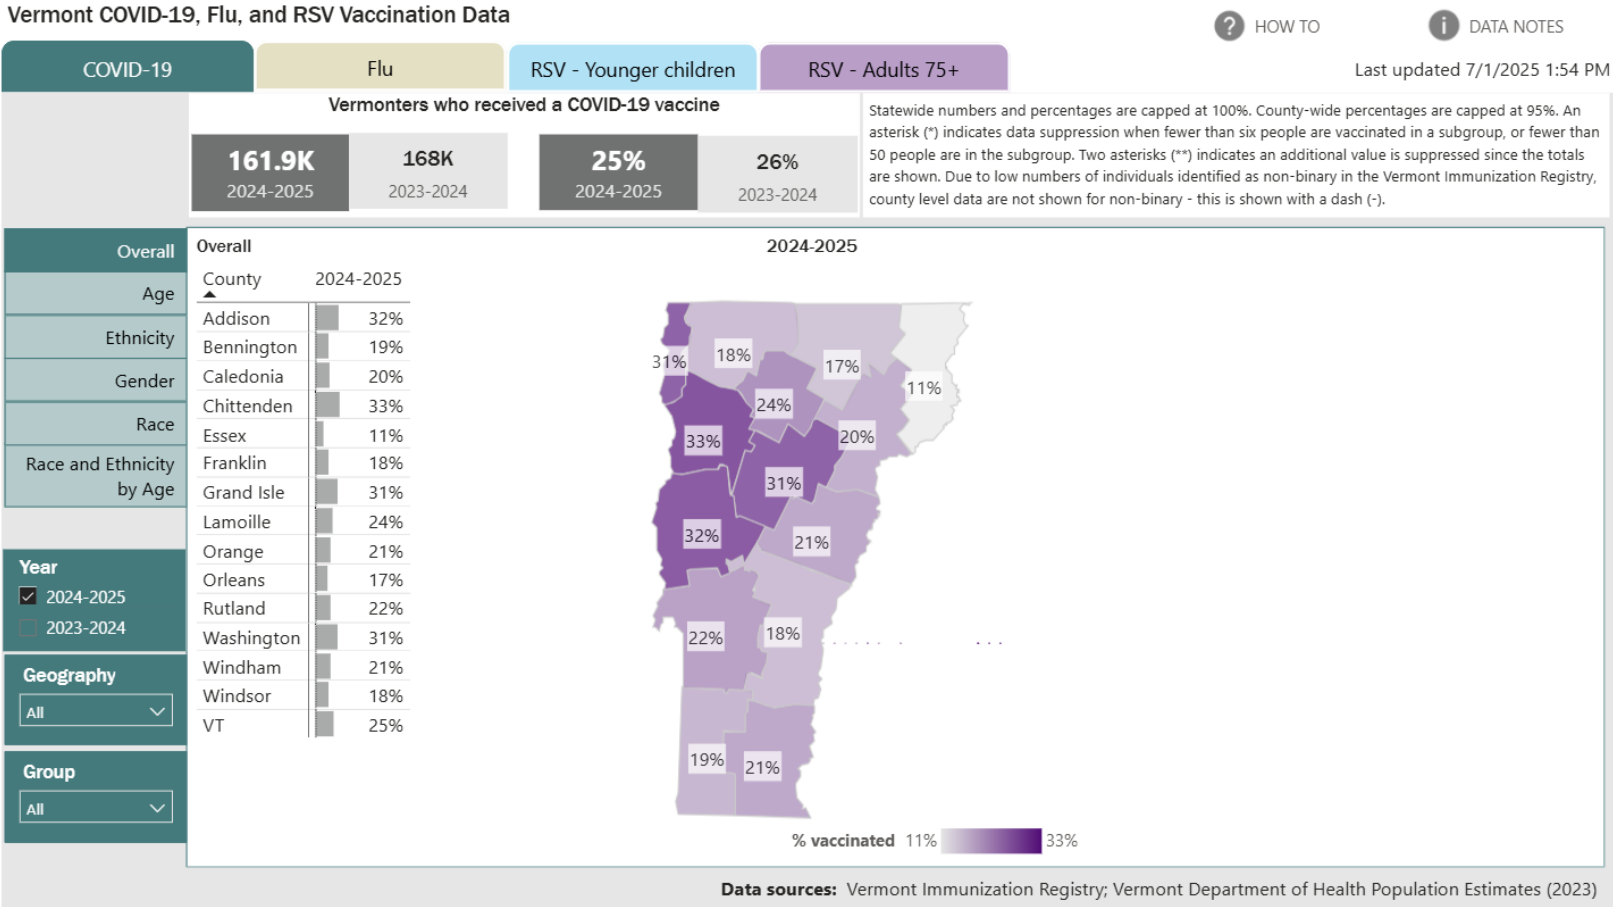 Vermont COVID-19, Flu, and RSV Vaccination Data
? HOW TO
i DATA NOTES
COVID-19
Flu
RSV - Younger children
RSV - Adults 75+
Last updated 7/1/2025 1:54 PM
Vermonters who received a COVID-19 vaccine
161.9K
2024-2025
168K
2023-2024
25%
2024-2025
26%
2023-2024
Statewide numbers and percentages are capped at 100%. County-wide percentages are capped at 95%. An
asterisk (*) indicates data suppression when fewer than six people are vaccinated in a subgroup, or fewer than
50 people are in the subgroup. Two asterisks (**) indicates an additional value is suppressed since the totals
are shown. Due to low numbers of individuals identified as non-binary in the Vermont Immunization Registry,
county level data are not shown for non-binary - this is shown with a dash (-).
Overall
Age
Ethnicity
Gender
Race
Race and Ethnicity
by Age
Year
2024-2025
2023-2024
Geography
All
Group
All
Overall
County 2024-2025
Addison 32%
Bennington 19%
Caledonia 20%
Chittenden 33%
Essex 11%
Franklin 18%
Grand Isle 31%
Lamoille 24%
Orange 21%
Orleans 17%
Rutland 22%
Washington 31%
Windham 21%
Windsor 18%
VT 25%
2024-2025
31%
18%
17%
11%
24%
33%
20%
31%
32%
21%
22%
18%
19%
21%
% vaccinated 11% 33%
Data sources: Vermont Immunization Registry; Vermont Department of Health Population Estimates (2023)